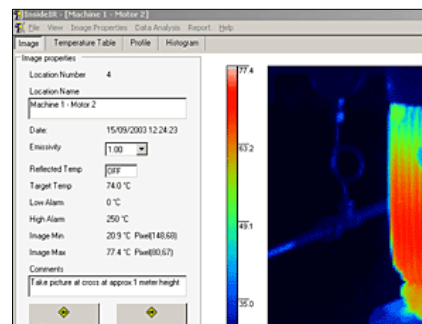 InsideIR - [Machine 1 - Motor 2]
File View Image Properties Data Analysis Report Help
Image Temperature Table Profile Histogram
Image properties
Location Number 4
Location Name
Machine 1 - Motor 2
Date: 15/09/2003 12:24:23
Emissivity 1.00
Reflected Temp OFF
Target Temp 74.0 °C
Low Alarm 0 °C
High Alarm 250 °C
Image Min 20.9 °C Pixel(148,68)
Image Max 77.4 °C Pixel(80,67)
Comments
Take picture at cross at approx 1 meter height
77.4
63.2
49.1
35.0